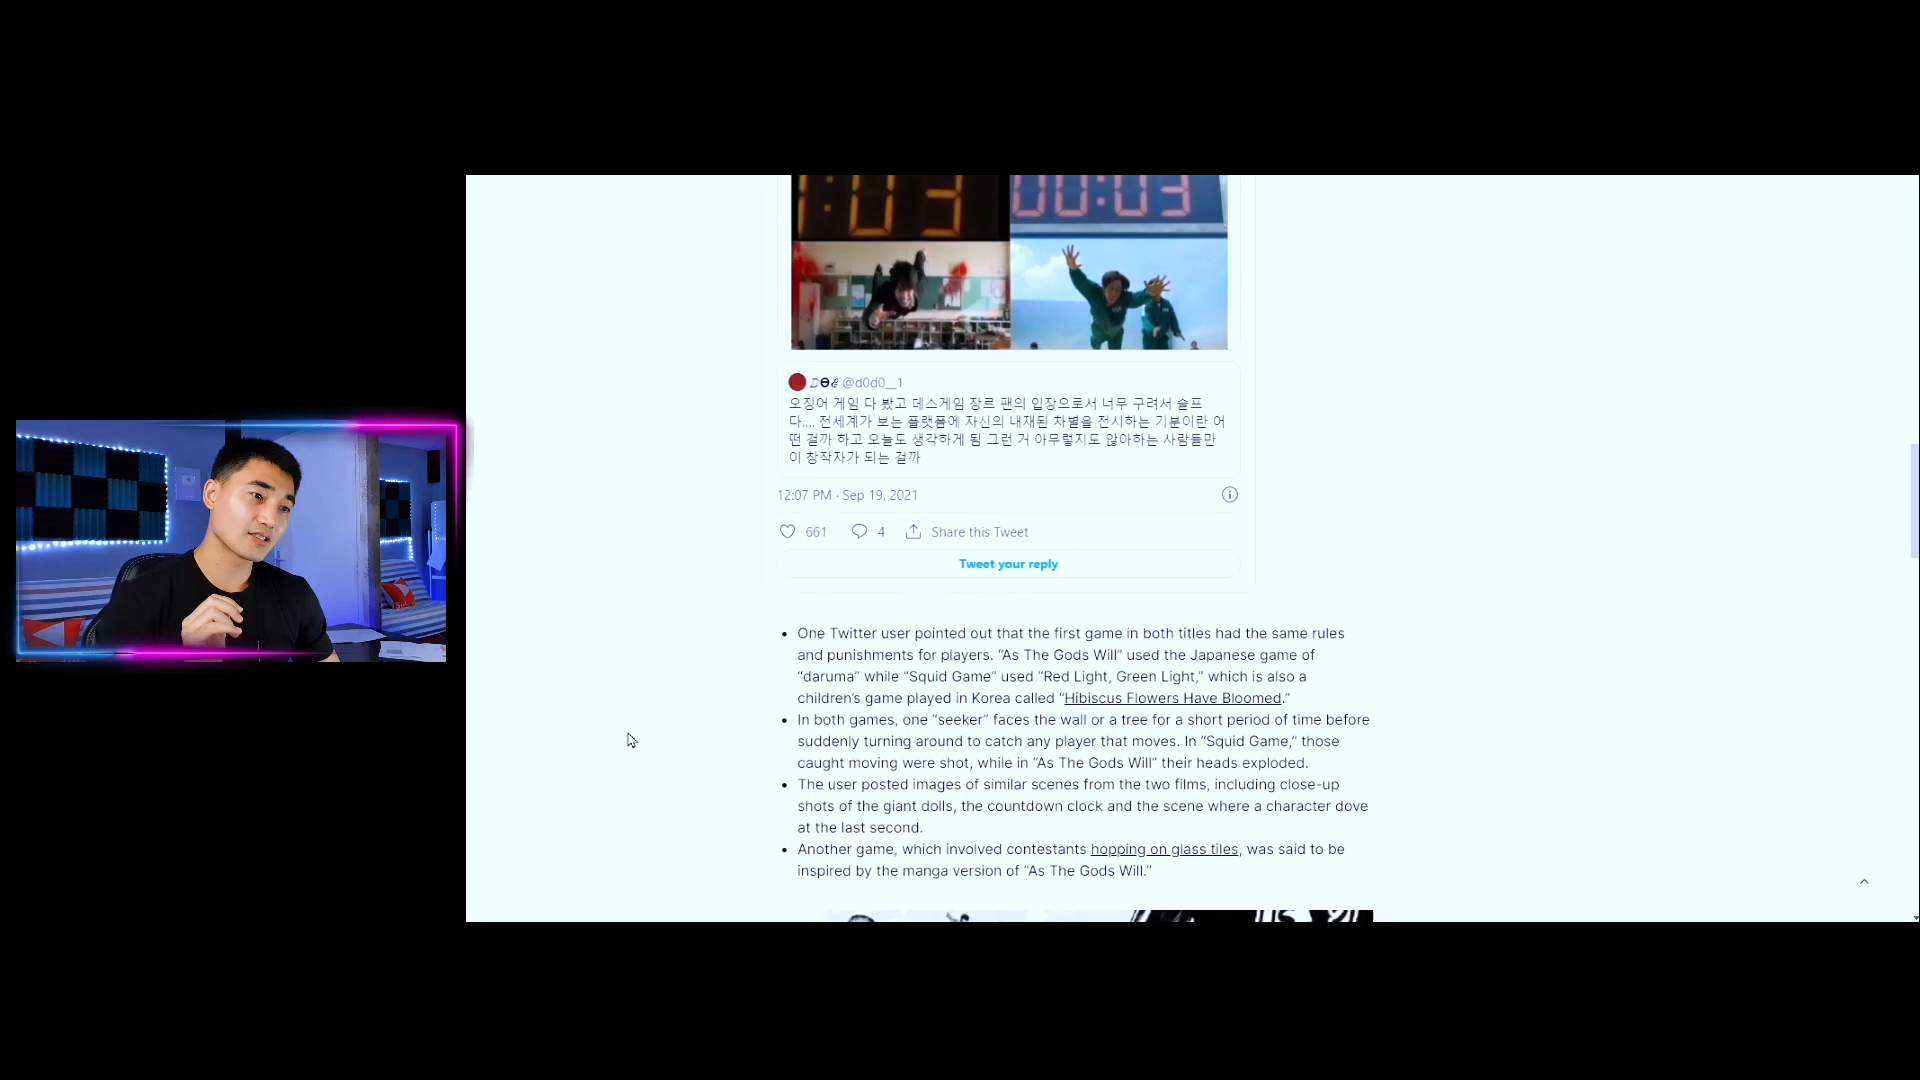 1:03
00:03
@d0d0__1
오징어 게임 다 봤고 데스게임 장르 팬의 입장으로서 너무 구려서 슬프
다.... 전세계가 보는 플랫폼에 자신의 내재된 차별을 전시하는 기분이란 어
떤 걸까 하고 오늘도 생각하게 됨 그런 거 아무렇지도 않아하는 사람들만
이 창작자가 되는 걸까
12:07 PM · Sep 19, 2021
661 4 Share this Tweet
Tweet your reply
• One Twitter user pointed out that the first game in both titles had the same rules
and punishments for players. “As The Gods Will” used the Japanese game of
“daruma” while “Squid Game” used “Red Light, Green Light,” which is also a
children’s game played in Korea called “Hibiscus Flowers Have Bloomed.”
• In both games, one “seeker” faces the wall or a tree for a short period of time before
suddenly turning around to catch any player that moves. In “Squid Game,” those
caught moving were shot, while in “As The Gods Will” their heads exploded.
• The user posted images of similar scenes from the two films, including close-up
shots of the giant dolls, the countdown clock and the scene where a character dove
at the last second.
• Another game, which involved contestants hopping on glass tiles, was said to be
inspired by the manga version of “As The Gods Will.”